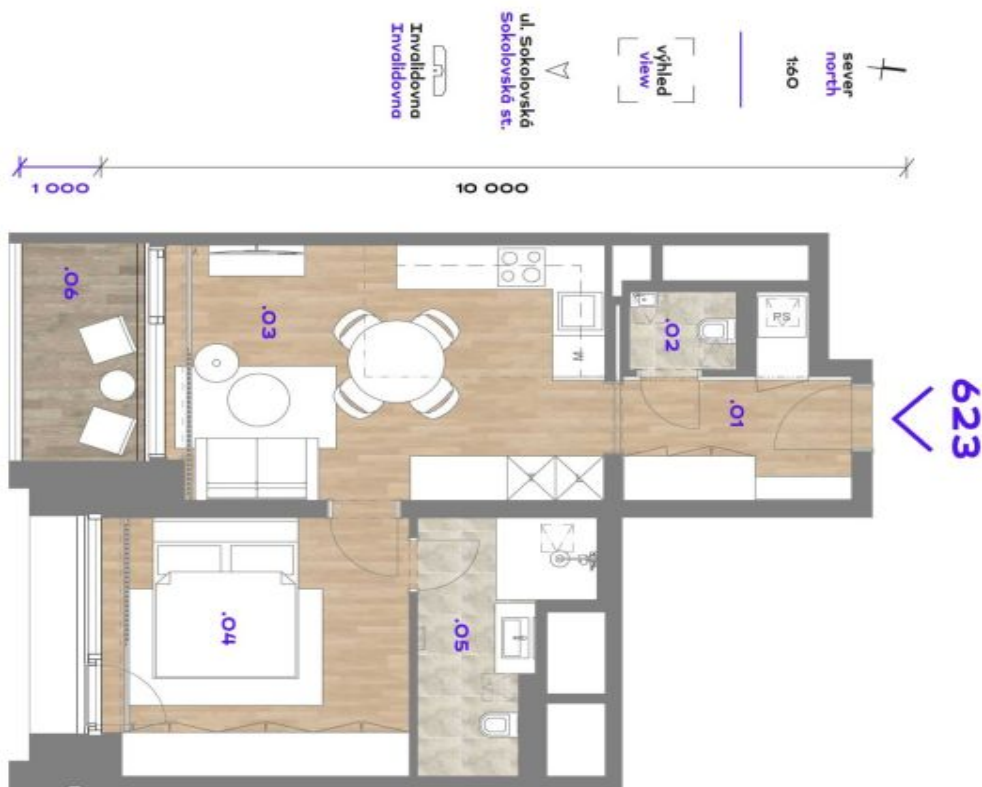 sever
north
1:60
výhled
view
ul. Sokolovská
Sokolovská st.
Invalidovna
Invalidovna
1 000
10 000
623
.01
.02
.03
.04
.05
.06
PS
M